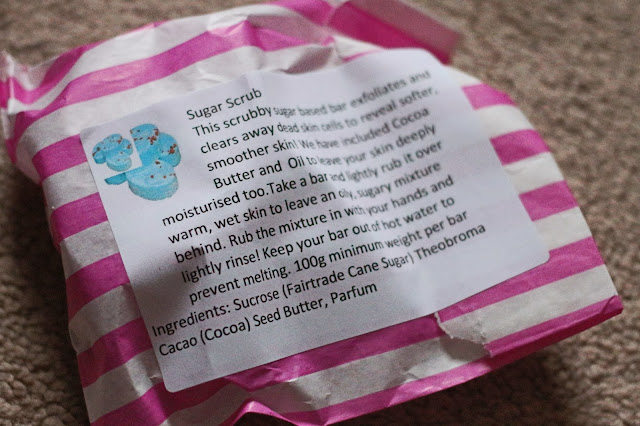 Sugar Scrub
This scrubby sugar based bar exfoliates and
clears away dead skin cells to reveal softer,
smoother skin! We have included Cocoa
Butter and Oil to leave your skin deeply
moisturised too.Take a bar and lightly rub it over
warm, wet skin to leave an oily, sugary mixture
behind. Rub the mixture in with your hands and
lightly rinse! Keep your bar out of hot water to
prevent melting. 100g minimum weight per bar
Ingredients: Sucrose (Fairtrade Cane Sugar) Theobroma
Cacao (Cocoa) Seed Butter, Parfum